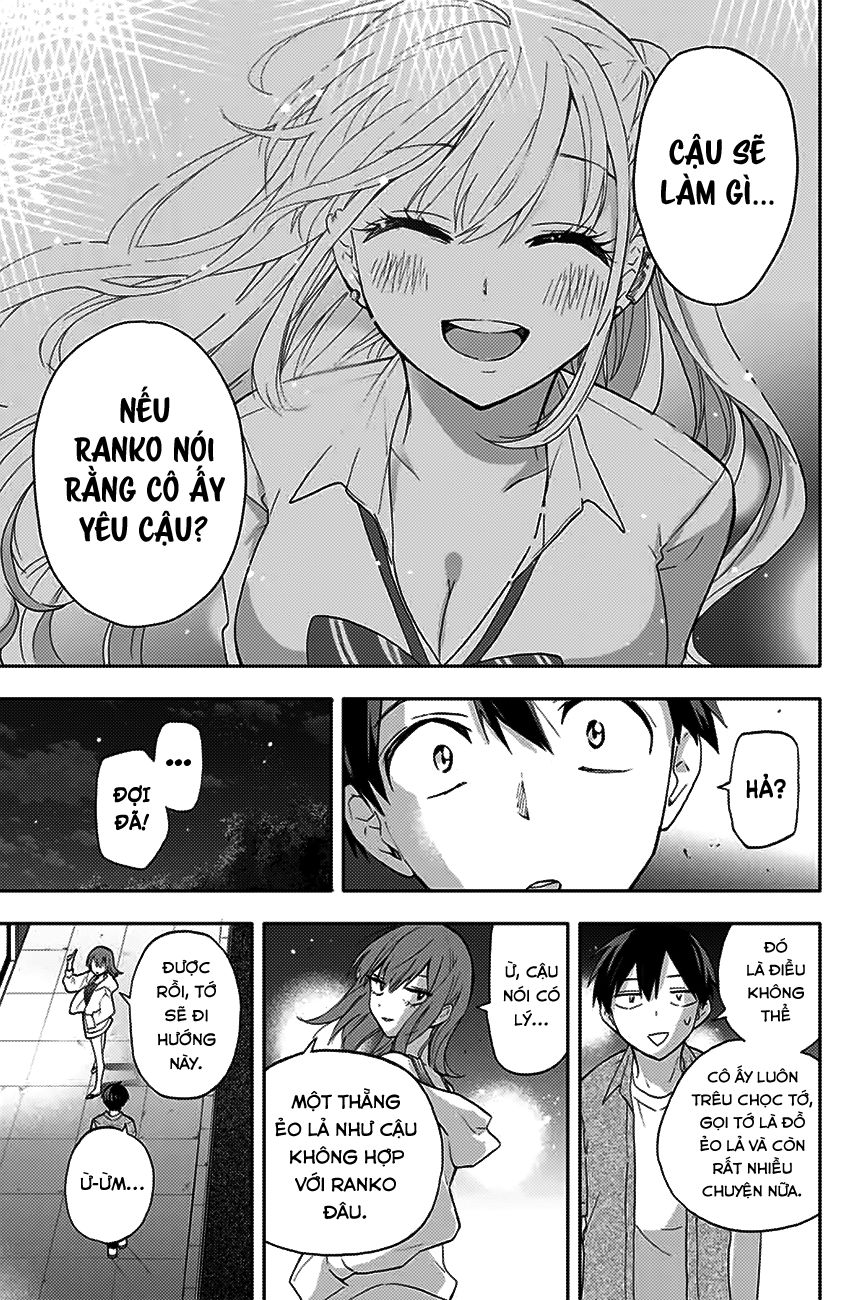 CẬU SẼ
LÀM GÌ...
NẾU
RANKO NÓI
RẰNG CÔ ẤY
YÊU CẬU?
HẢ?
...
ĐỢI
ĐÃ!
ĐÓ
LÀ ĐIỀU
KHÔNG
THỂ
CÔ ẤY LUÔN
TRÊU CHỌC TỚ,
GỌI TỚ LÀ ĐỒ
ẺO LẢ VÀ CÒN
RẤT NHIỀU
CHUYỆN NỮA.
Ừ, CẬU
NÓI CÓ
LÝ...
MỘT THẰNG
ẺO LẢ NHƯ CẬU
KHÔNG HỢP
VỚI RANKO
ĐÂU.
ĐƯỢC
RỒI, TỚ
SẼ ĐI
HƯỚNG
NÀY.
Ừ-ỪM...